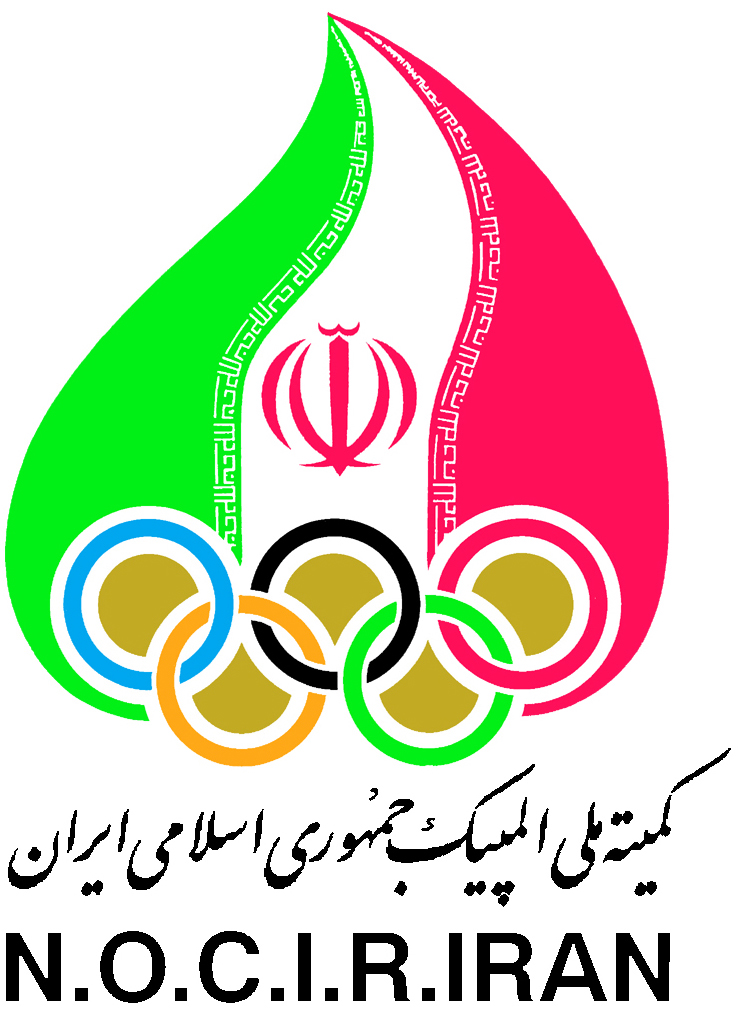 کمیته ملی المپیک جمهوری اسلامی ایران
N.O.C.I.R.IRAN